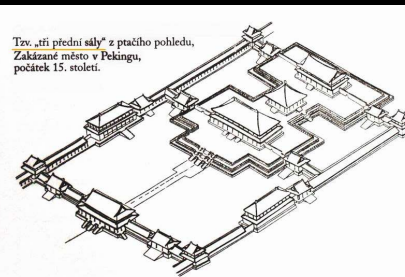 Tzv. „tři přední sály“ z ptačího pohledu,
Zakázané město v Pekingu,
počátek 15. století.